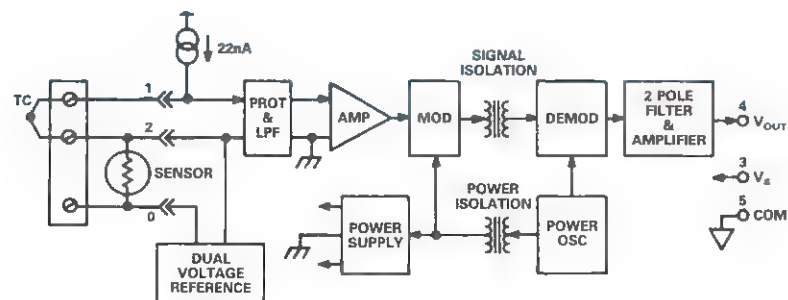 22nA
TC
1
2
0
SENSOR
DUAL
VOLTAGE
REFERENCE
PROT
&
LPF
AMP
MOD
SIGNAL
ISOLATION
DEMOD
2 POLE
FILTER
&
AMPLIFIER
4
VOUT
3
VS
5
COM
POWER
SUPPLY
POWER
ISOLATION
POWER
OSC